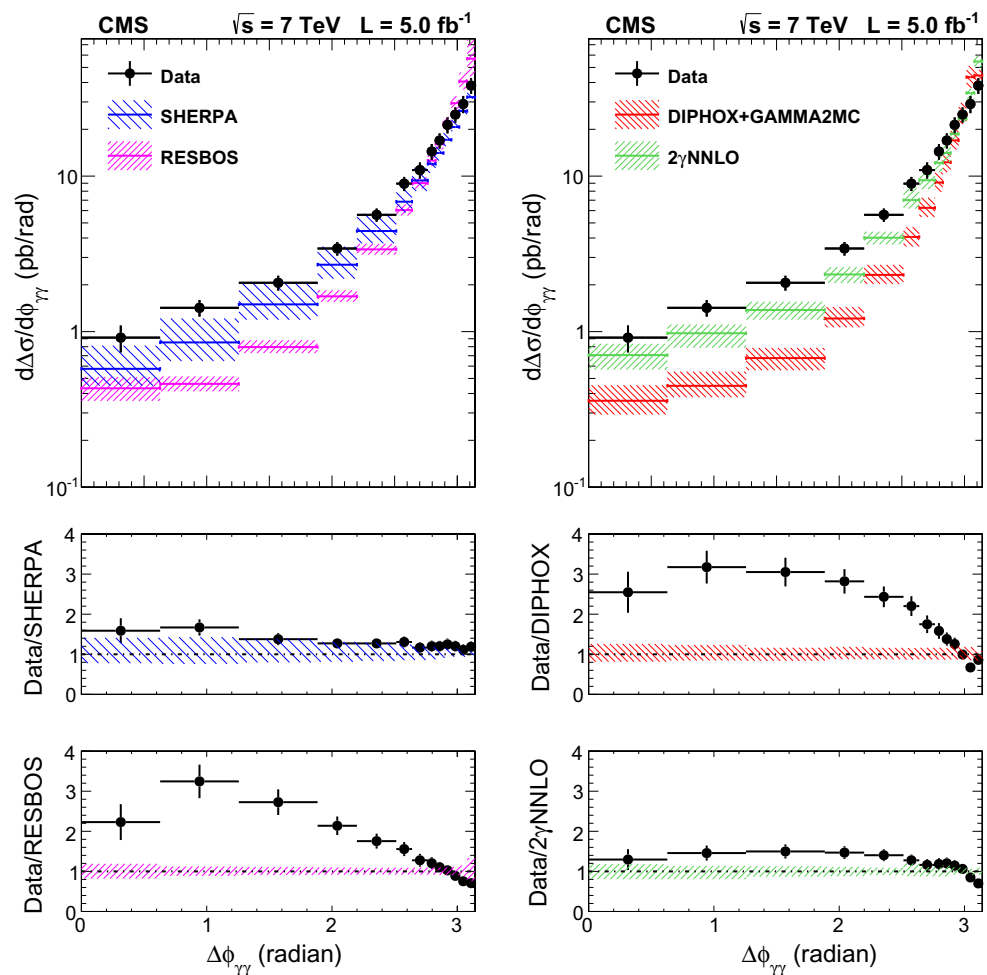 CMS √s = 7 TeV L = 5.0 fb⁻¹
Data
SHERPA
RESBOS
10
1
10⁻¹
dΔσ/dϕγγ (pb/rad)
CMS √s = 7 TeV L = 5.0 fb⁻¹
Data
DIPHOX+GAMMA2MC
2γNNLO
10
1
10⁻¹
dΔσ/dϕγγ (pb/rad)
4
3
2
1
0
Data/SHERPA
4
3
2
1
0
Data/DIPHOX
4
3
2
1
0
Data/RESBOS
0 1 2 3
Δϕγγ (radian)
4
3
2
1
0
Data/2γNNLO
0 1 2 3
Δϕγγ (radian)